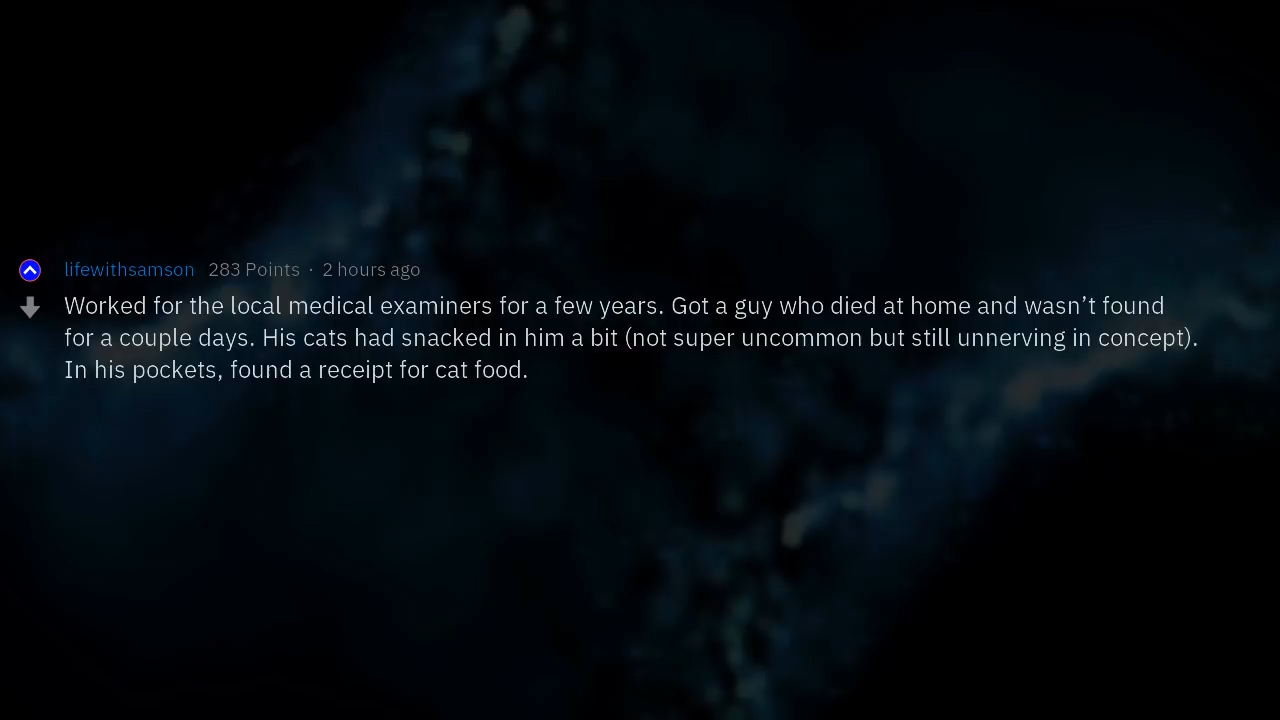 lifewithsamson 283 Points · 2 hours ago
Worked for the local medical examiners for a few years. Got a guy who died at home and wasn’t found
for a couple days. His cats had snacked in him a bit (not super uncommon but still unnerving in concept).
In his pockets, found a receipt for cat food.